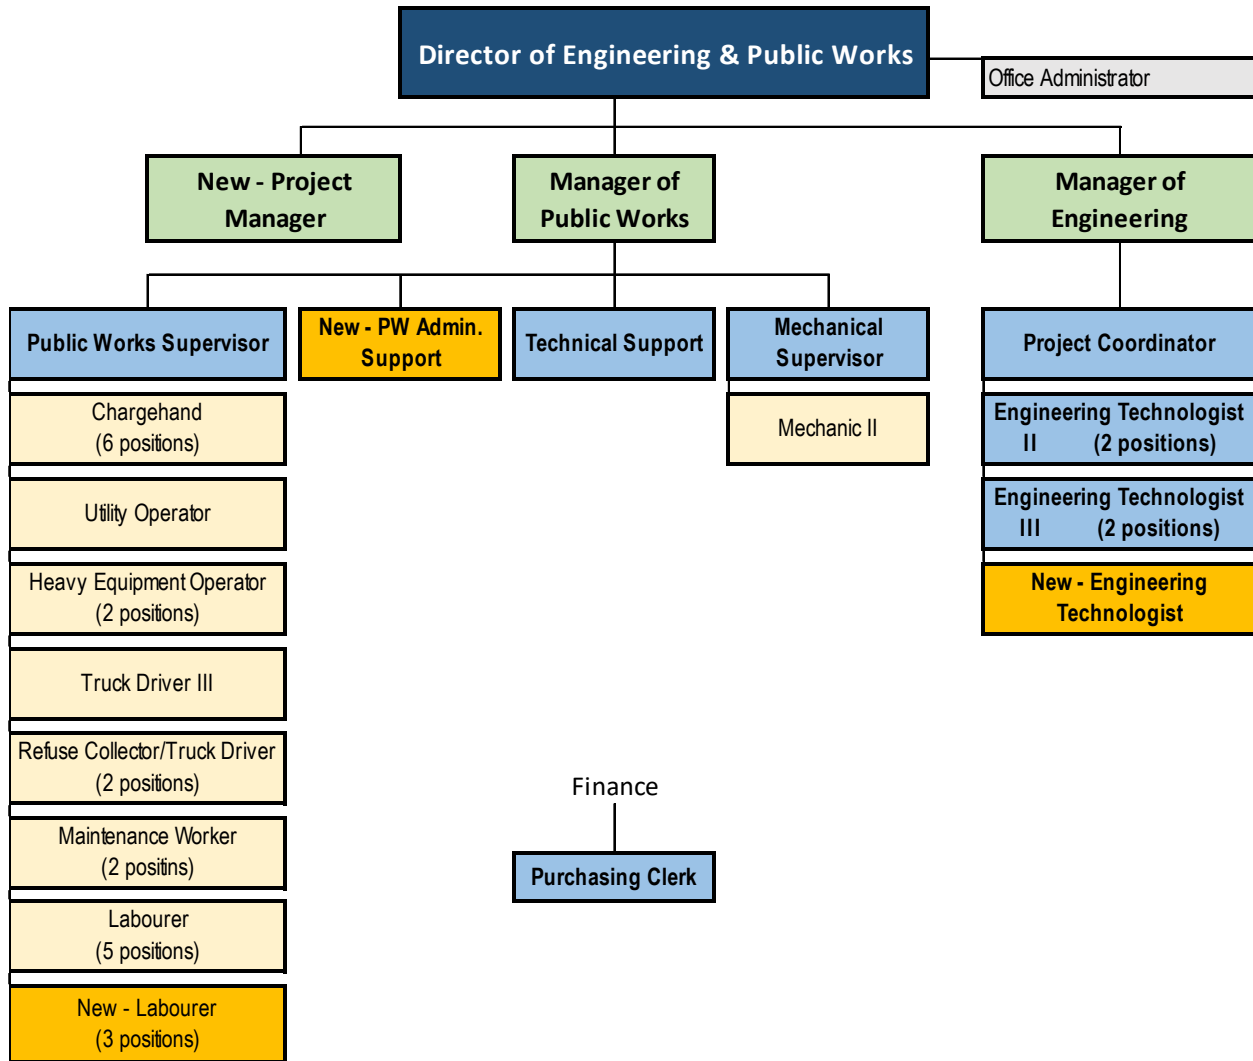 Director of Engineering & Public Works
Office Administrator
New - Project
Manager
Manager of
Public Works
Manager of
Engineering
Public Works Supervisor
New - PW Admin.
Support
Technical Support
Mechanical
Supervisor
Project Coordinator
Chargehand
(6 positions)
Mechanic II
Engineering Technologist
II (2 positions)
Utility Operator
Engineering Technologist
III (2 positions)
Heavy Equipment Operator
(2 positions)
New - Engineering
Technologist
Truck Driver III
Refuse Collector/Truck Driver
(2 positions)
Finance
Maintenance Worker
(2 positins)
Purchasing Clerk
Labourer
(5 positions)
New - Labourer
(3 positions)